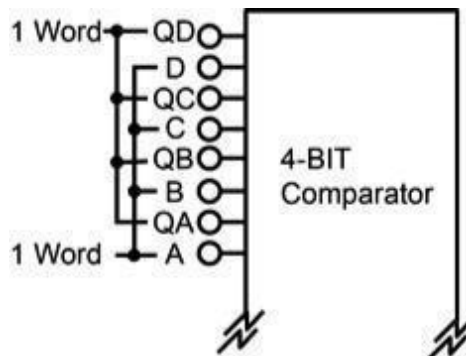 1 Word QD
D
QC
C
QB
B
QA
1 Word A
4-BIT
Comparator